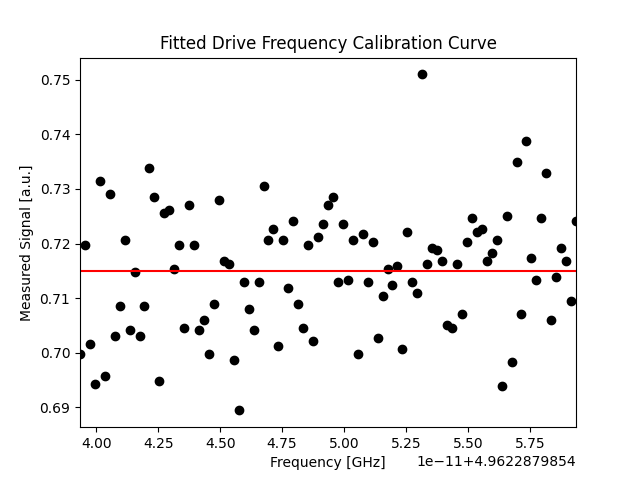 Fitted Drive Frequency Calibration Curve
0.75
0.74
0.73
0.72
0.71
0.70
0.69
Measured Signal [a.u.]
4.00 4.25 4.50 4.75 5.00 5.25 5.50 5.75
Frequency [GHz] 1e−11+4.9622879854